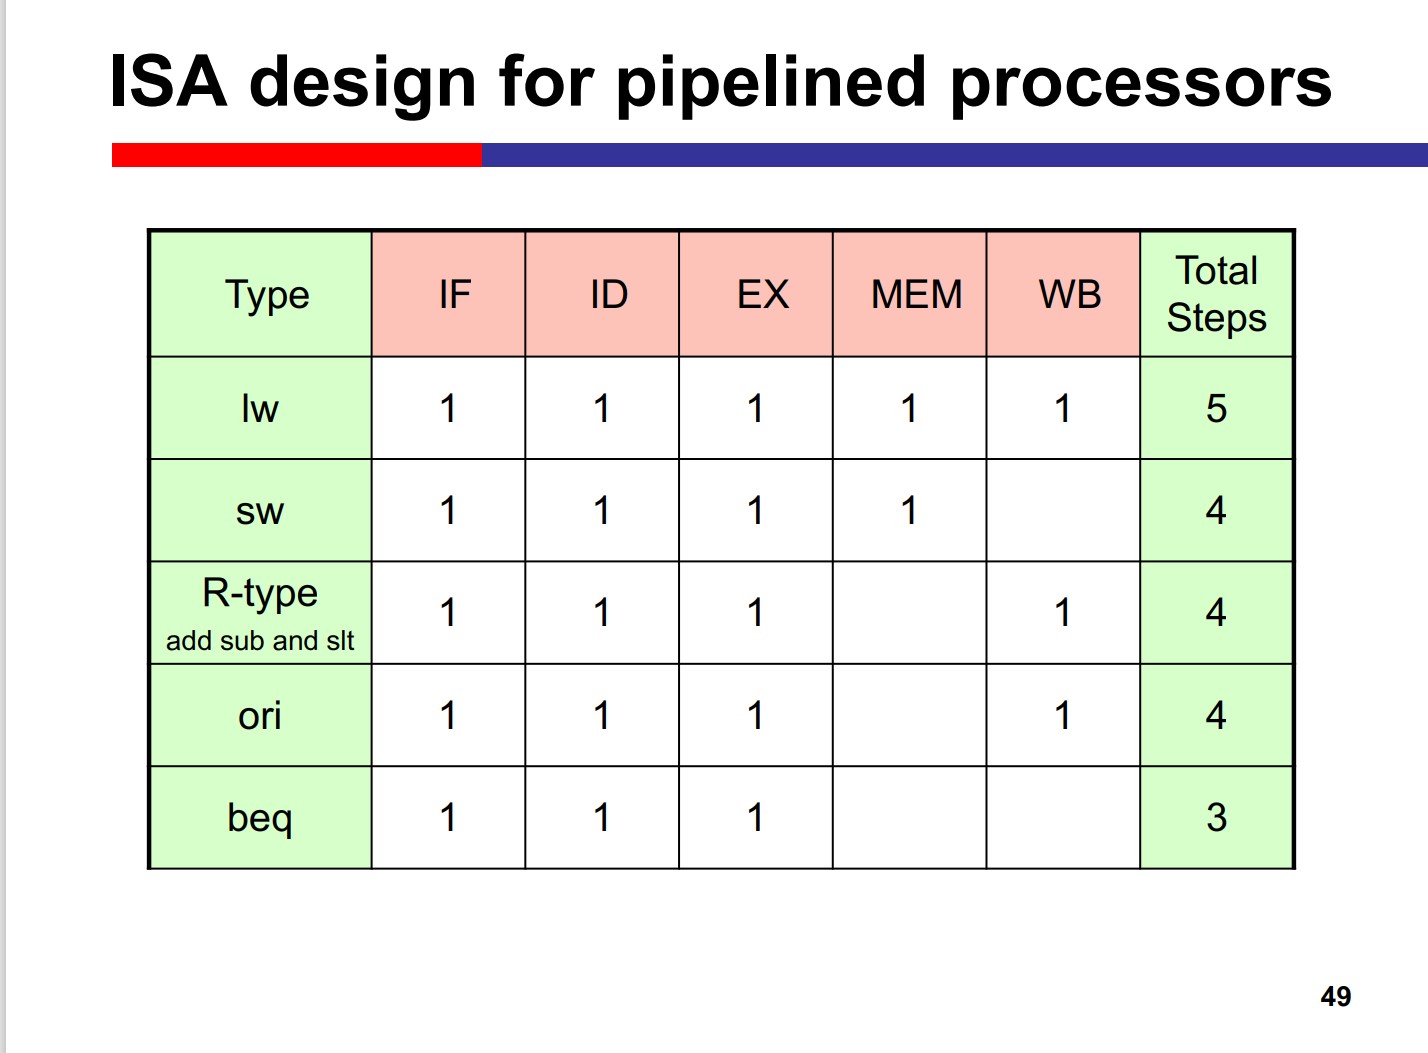 ISA design for pipelined processors
Type IF ID EX MEM WB Total
Steps
lw 1 1 1 1 1 5
sw 1 1 1 1 4
R-type
add sub and slt 1 1 1 1 4
ori 1 1 1 1 4
beq 1 1 1 3
49